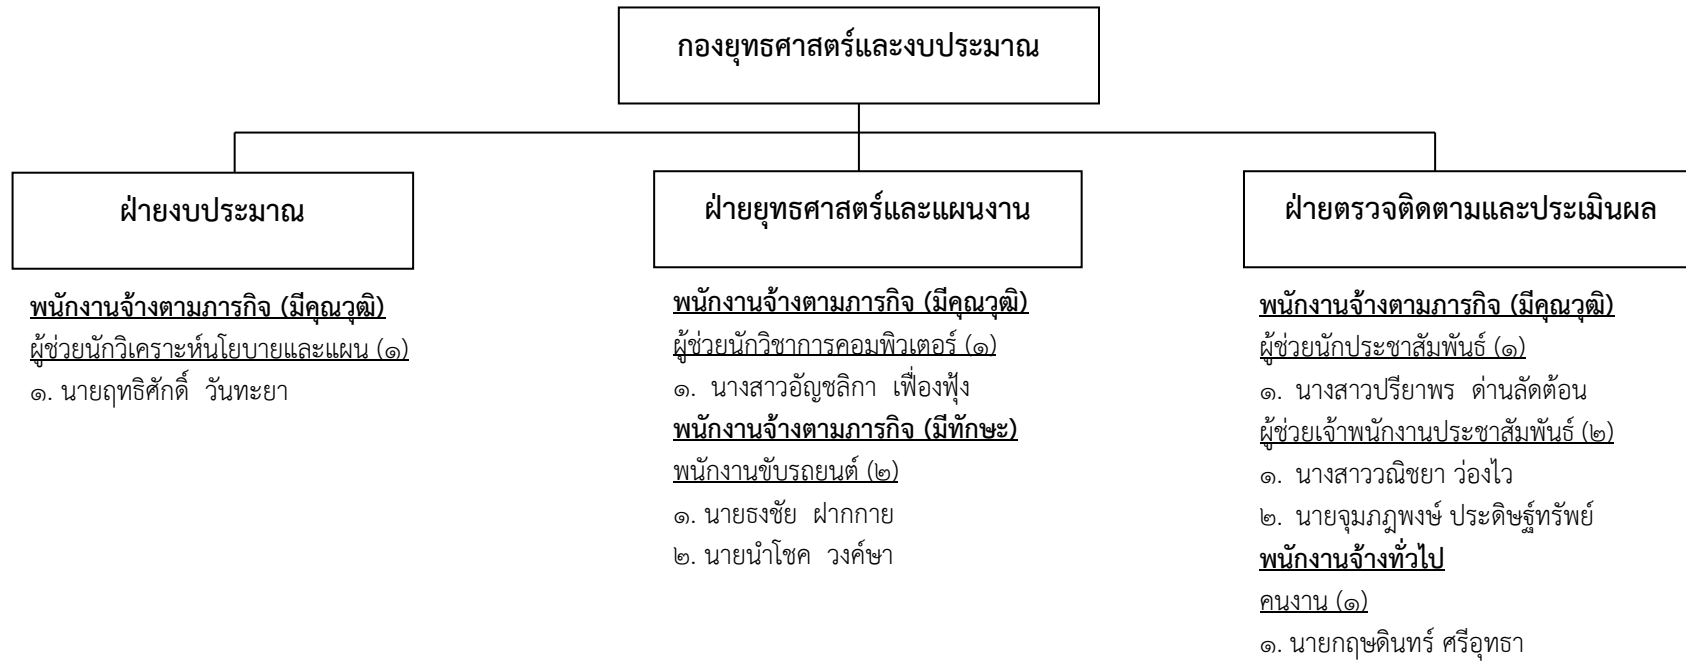 กองยุทธศาสตร์และงบประมาณ
ฝ่ายงบประมาณ
พนักงานจ้างตามภารกิจ (มีคุณวุฒิ)
ผู้ช่วยนักวิเคราะห์นโยบายและแผน (๑)
๑. นายฤทธิศักดิ์ วันทะยา
ฝ่ายยุทธศาสตร์และแผนงาน
พนักงานจ้างตามภารกิจ (มีคุณวุฒิ)
ผู้ช่วยนักวิชาการคอมพิวเตอร์ (๑)
๑. นางสาวอัญชลิกา เฟื่องฟุ้ง
พนักงานจ้างตามภารกิจ (มีทักษะ)
พนักงานขับรถยนต์ (๒)
๑. นายธงชัย ฝากกาย
๒. นายนำโชค วงค์ษา
ฝ่ายตรวจติดตามและประเมินผล
พนักงานจ้างตามภารกิจ (มีคุณวุฒิ)
ผู้ช่วยนักประชาสัมพันธ์ (๑)
๑. นางสาวปรียาพร ด่านลัดต้อน
ผู้ช่วยเจ้าพนักงานประชาสัมพันธ์ (๒)
๑. นางสาววณิชยา ว่องไว
๒. นายจุมภฎพงษ์ ประดิษฐ์ทรัพย์
พนักงานจ้างทั่วไป
คนงาน (๑)
๑. นายกฤษดินทร์ ศรีอุทธา